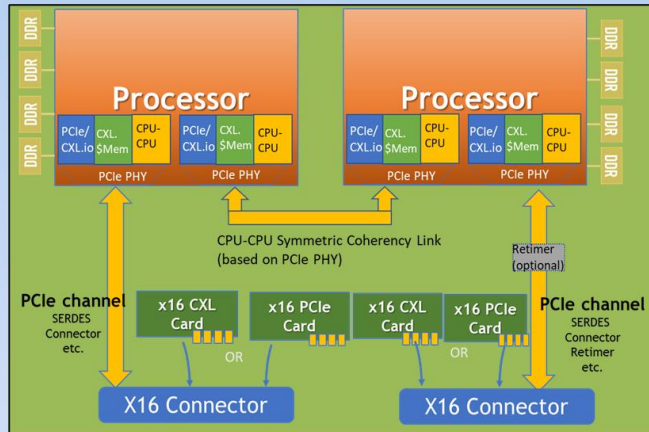 DDR
DDR
DDR
DDR
Processor
PCIe/
CXL.io
CXL.
$Mem
CPU-
CPU
PCIe/
CXL.io
CXL.
$Mem
CPU-
CPU
PCIe PHY
PCIe PHY
Processor
PCIe/
CXL.io
CXL.
$Mem
CPU-
CPU
PCIe/
CXL.io
CXL.
$Mem
CPU-
CPU
PCIe PHY
PCIe PHY
DDR
DDR
DDR
DDR
CPU-CPU Symmetric Coherency Link
(based on PCIe PHY)
Retimer
(optional)
PCIe channel
SERDES
Connector
etc.
x16 CXL
Card
OR
x16 PCIe
Card
x16 CXL
Card
OR
x16 PCIe
Card
PCIe channel
SERDES
Connector
Retimer
etc.
X16 Connector
X16 Connector